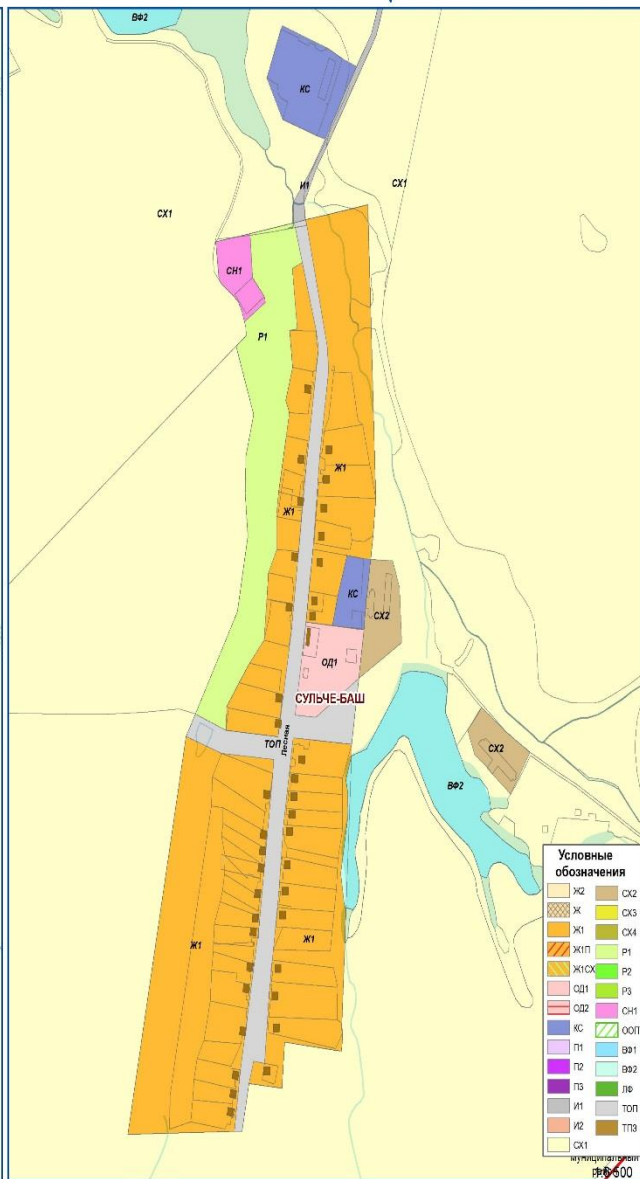 ВФ2
КС
И1
СХ1
СХ1
СН1
Р1
Ж1
Ж1
КС
СХ2
ОД1
СУЛЬЧЕ-БАШ
ТОП
Лесная
СХ2
ВФ2
Ж1
Ж1
Условные
обозначения
Ж2
Ж
Ж1
Ж1П
Ж1СХ
ОД1
ОД2
КС
П1
П2
П3
И1
И2
СХ1
СХ2
СХ3
СХ4
Р1
Р2
Р3
СН1
ООП
ВФ1
ВФ2
ЛФ
ТОП
ТП3
муниципальный